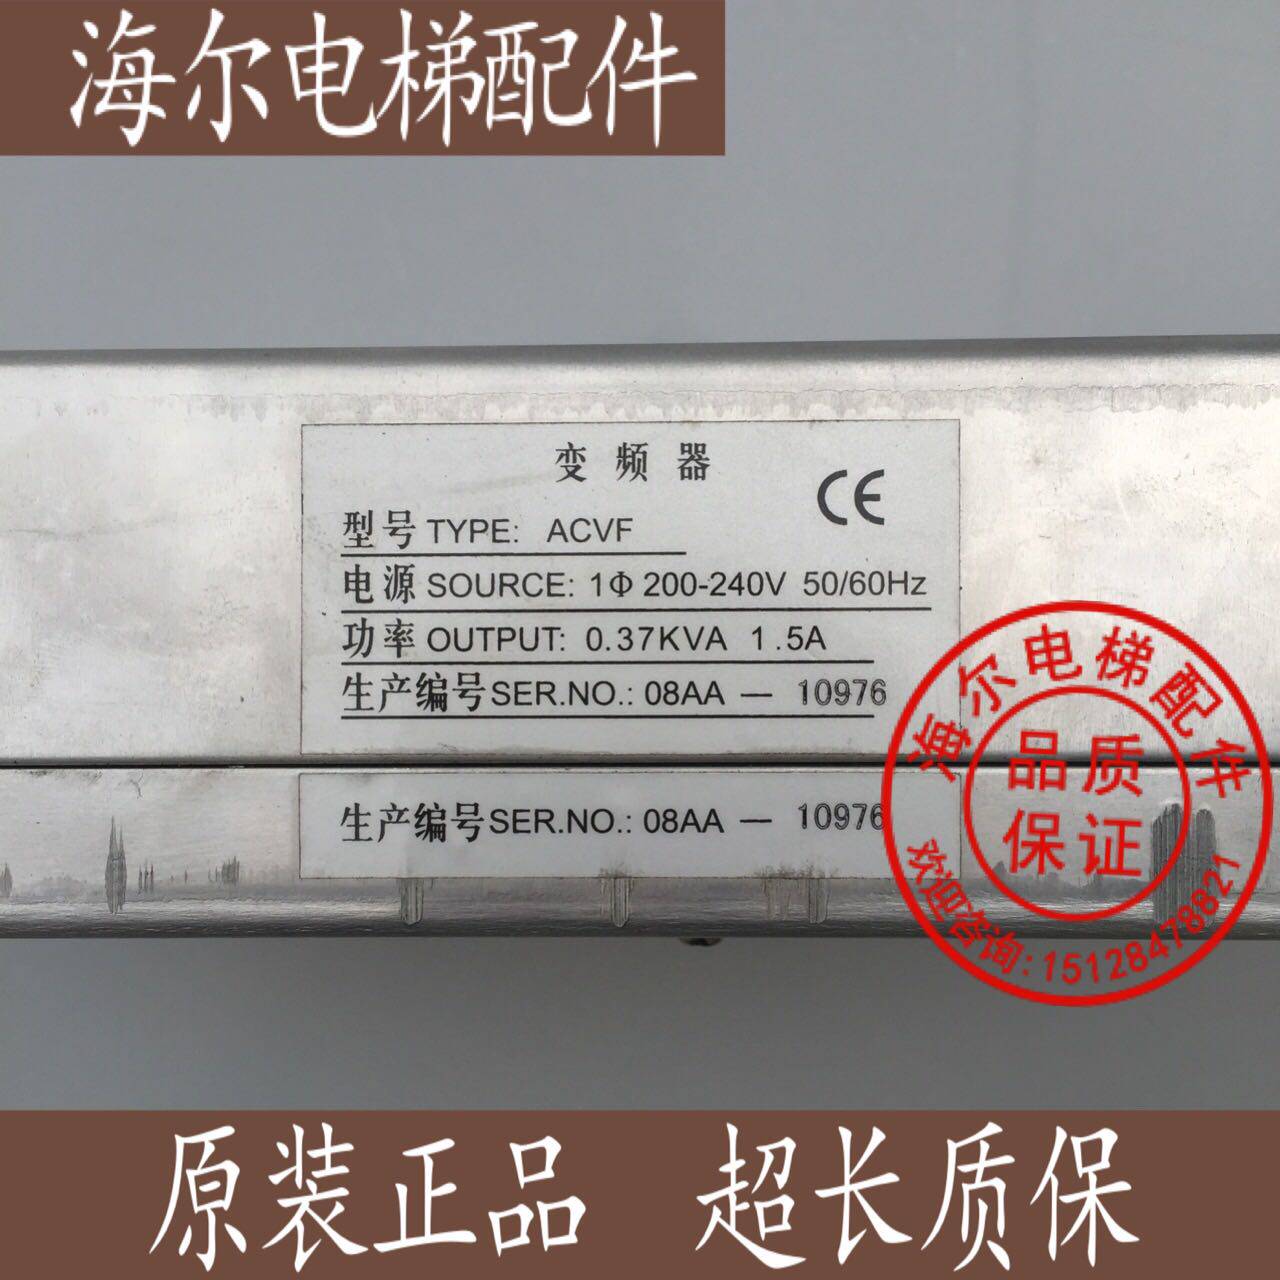 海尔电梯配件
变频器
CE
型号 TYPE: ACVF
电源 SOURCE: 1Φ 200-240V 50/60Hz
功率 OUTPUT: 0.37KVA 1.5A
生产编号 SER.NO.: 08AA — 10976
生产编号 SER.NO.: 08AA — 10976
海尔电梯配件
品质
保证
欢迎咨询:15128478821
原装正品 超长质保